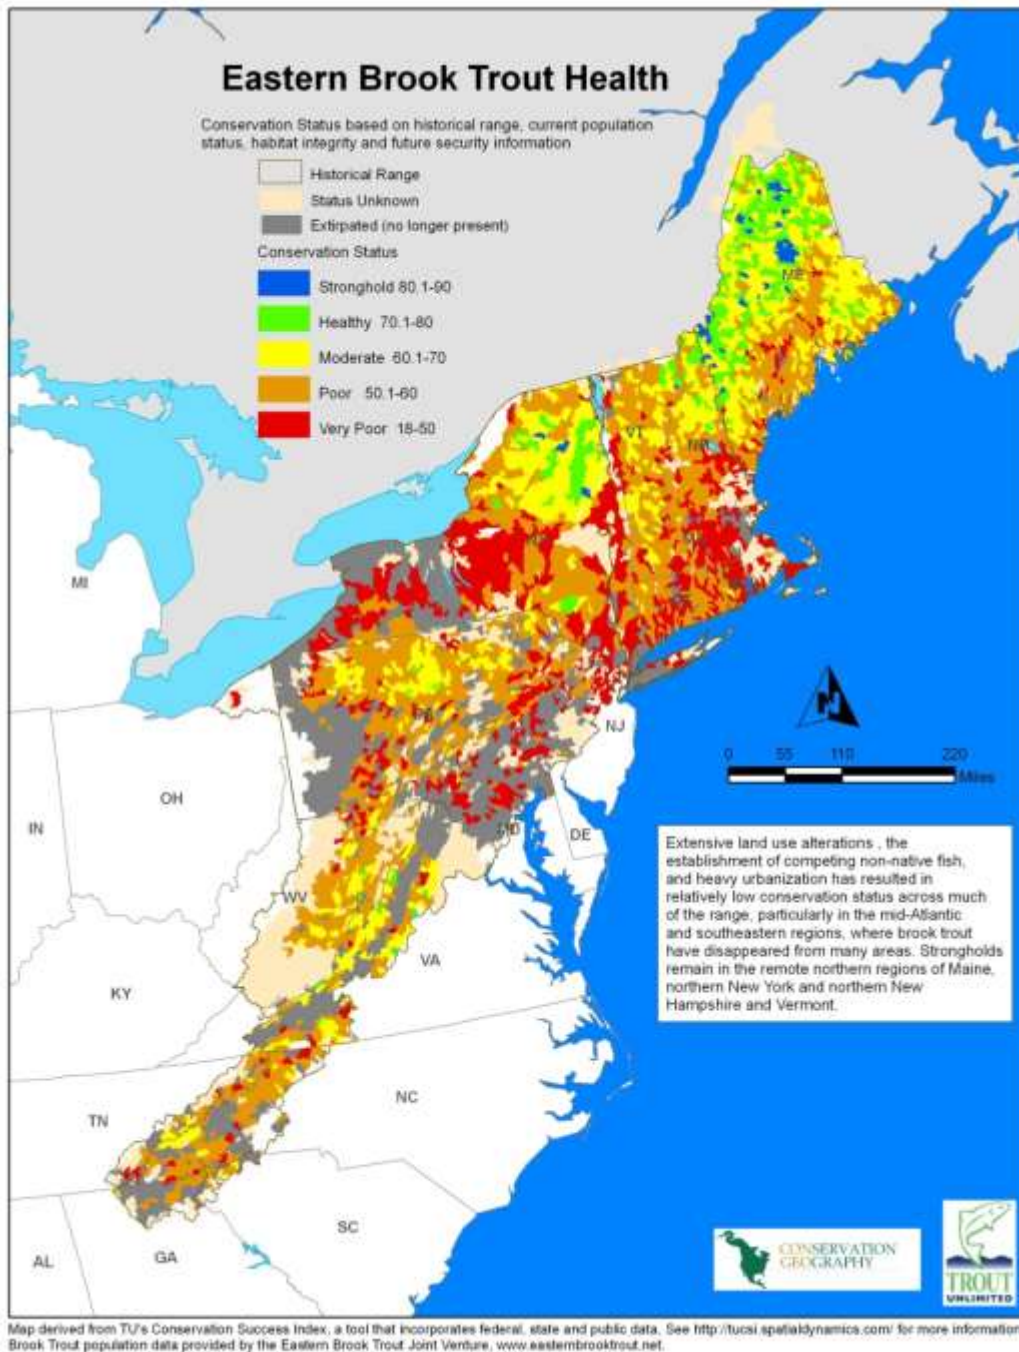 Eastern Brook Trout Health
Conservation Status based on historical range, current population
status, habitat integrity and future security information
Historical Range
Status Unknown
Extirpated (no longer present)
Conservation Status
Stronghold 80.1-90
Healthy 70.1-80
Moderate 60.1-70
Poor 50.1-60
Very Poor 18-50
ME
VT
NH
MI
PA
NJ
N
0 55 110 220
Miles
OH
IN
MD
DE
WV
VA
KY
NC
TN
SC
AL
GA
Extensive land use alterations , the
establishment of competing non-native fish,
and heavy urbanization has resulted in
relatively low conservation status across much
of the range, particularly in the mid-Atlantic
and southeastern regions, where brook trout
have disappeared from many areas. Strongholds
remain in the remote northern regions of Maine,
northern New York and northern New
Hampshire and Vermont.
CONSERVATION
GEOGRAPHY
TROUT
UNLIMITED
Map derived from TU's Conservation Success Index, a tool that incorporates federal, state and public data. See http://tucsi.spatialdynamics.com/ for more information
Brook Trout population data provided by the Eastern Brook Trout Joint Venture, www.easternbrooktrout.net.